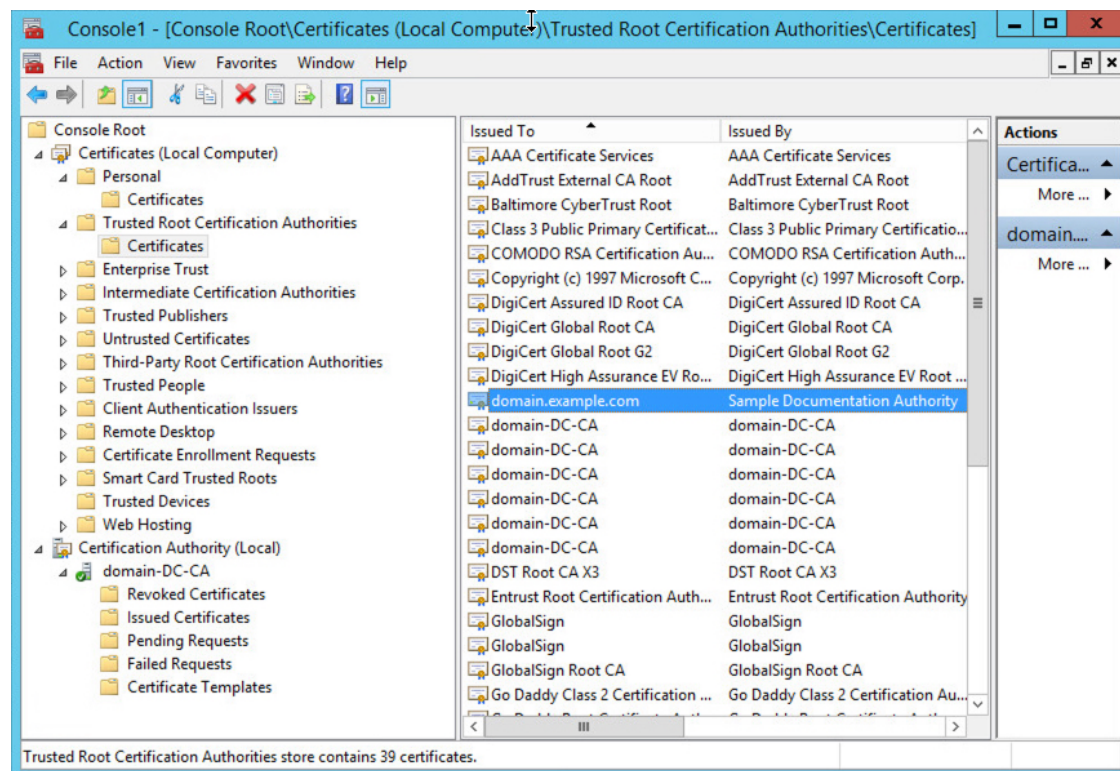 Console1 - [Console Root\Certificates (Local Computer)\Trusted Root Certification Authorities\Certificates]
File Action View Favorites Window Help
Console Root
Certificates (Local Computer)
Personal
Certificates
Trusted Root Certification Authorities
Certificates
Enterprise Trust
Intermediate Certification Authorities
Trusted Publishers
Untrusted Certificates
Third-Party Root Certification Authorities
Trusted People
Client Authentication Issuers
Remote Desktop
Certificate Enrollment Requests
Smart Card Trusted Roots
Trusted Devices
Web Hosting
Certification Authority (Local)
domain-DC-CA
Revoked Certificates
Issued Certificates
Pending Requests
Failed Requests
Certificate Templates
Issued To Issued By
AAA Certificate Services AAA Certificate Services
AddTrust External CA Root AddTrust External CA Root
Baltimore CyberTrust Root Baltimore CyberTrust Root
Class 3 Public Primary Certificat... Class 3 Public Primary Certificatio...
COMODO RSA Certification Au... COMODO RSA Certification Auth...
Copyright (c) 1997 Microsoft C... Copyright (c) 1997 Microsoft Corp.
DigiCert Assured ID Root CA DigiCert Assured ID Root CA
DigiCert Global Root CA DigiCert Global Root CA
DigiCert Global Root G2 DigiCert Global Root G2
DigiCert High Assurance EV Ro... DigiCert High Assurance EV Root ...
domain.example.com Sample Documentation Authority
domain-DC-CA domain-DC-CA
domain-DC-CA domain-DC-CA
domain-DC-CA domain-DC-CA
domain-DC-CA domain-DC-CA
domain-DC-CA domain-DC-CA
domain-DC-CA domain-DC-CA
DST Root CA X3 DST Root CA X3
Entrust Root Certification Auth... Entrust Root Certification Authority
GlobalSign GlobalSign
GlobalSign GlobalSign
GlobalSign Root CA GlobalSign Root CA
Go Daddy Class 2 Certification ... Go Daddy Class 2 Certification Au...
Actions
Certifica...
More ...
domain....
More ...
Trusted Root Certification Authorities store contains 39 certificates.